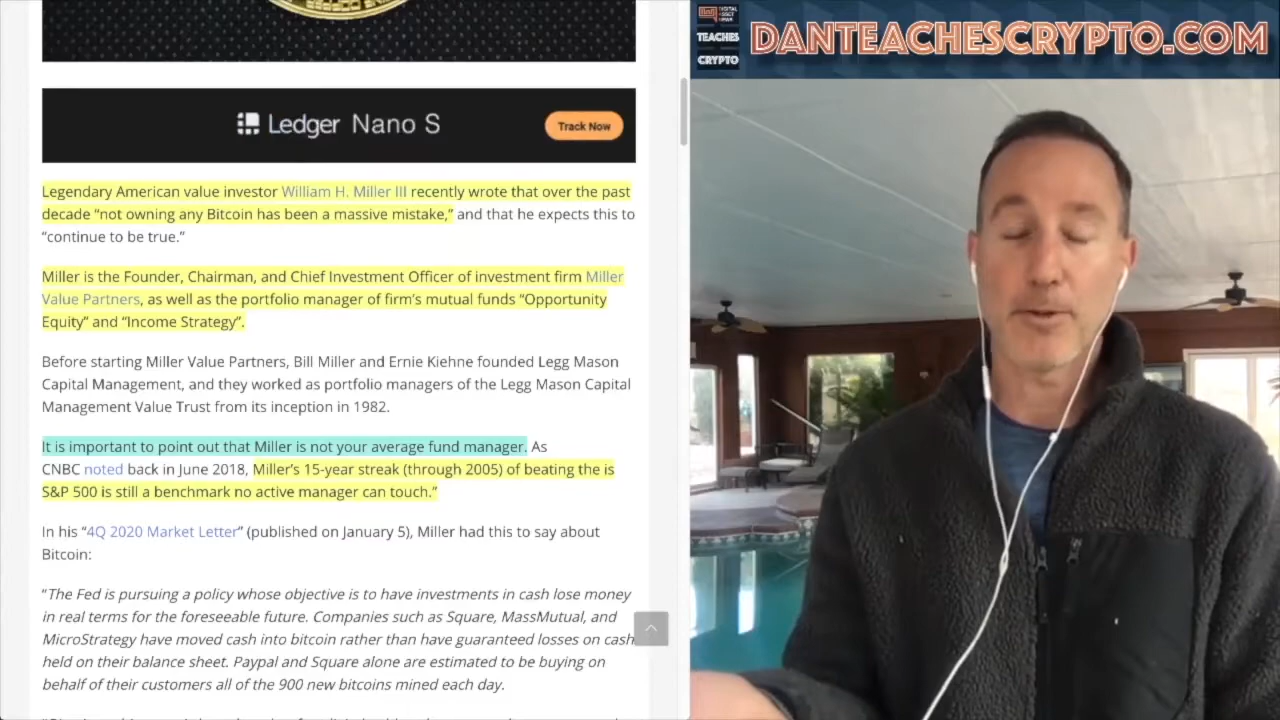 Ledger Nano S
Track Now
Legendary American value investor William H. Miller III recently wrote that over the past
decade “not owning any Bitcoin has been a massive mistake,” and that he expects this to
“continue to be true.”
Miller is the Founder, Chairman, and Chief Investment Officer of investment firm Miller
Value Partners, as well as the portfolio manager of firm’s mutual funds “Opportunity
Equity” and “Income Strategy”.
Before starting Miller Value Partners, Bill Miller and Ernie Kiehne founded Legg Mason
Capital Management, and they worked as portfolio managers of the Legg Mason Capital
Management Value Trust from its inception in 1982.
It is important to point out that Miller is not your average fund manager. As
CNBC noted back in June 2018, Miller’s 15-year streak (through 2005) of beating the is
S&P 500 is still a benchmark no active manager can touch.”
In his “4Q 2020 Market Letter” (published on January 5), Miller had this to say about
Bitcoin:
“The Fed is pursuing a policy whose objective is to have investments in cash lose money
in real terms for the foreseeable future. Companies such as Square, MassMutual, and
MicroStrategy have moved cash into bitcoin rather than have guaranteed losses on cash
held on their balance sheet. Paypal and Square alone are estimated to be buying on
behalf of their customers all of the 900 new bitcoins mined each day.
DIGITAL
ASSET
NEWS
TEACHES
CRYPTO
DANTEACHESCRYPTO.COM